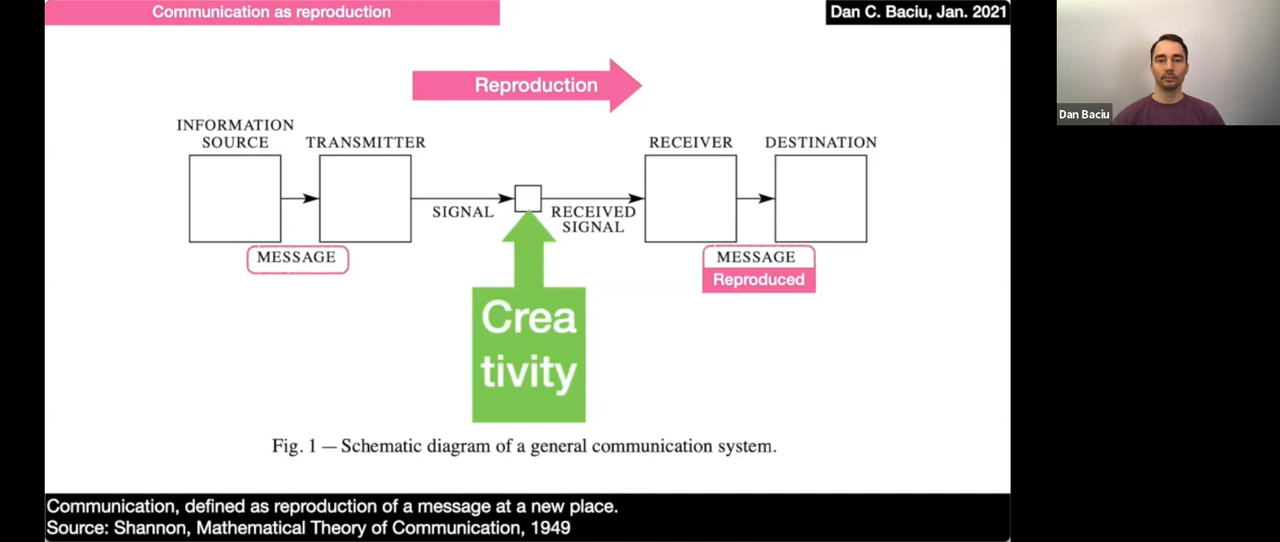 Communication as reproduction
Dan C. Baciu, Jan. 2021
Reproduction
INFORMATION
SOURCE
TRANSMITTER
RECEIVER
DESTINATION
SIGNAL
RECEIVED
SIGNAL
MESSAGE
MESSAGE
Reproduced
Crea
tivity
Fig. 1 — Schematic diagram of a general communication system.
Communication, defined as reproduction of a message at a new place.
Source: Shannon, Mathematical Theory of Communication, 1949
Dan Baciu